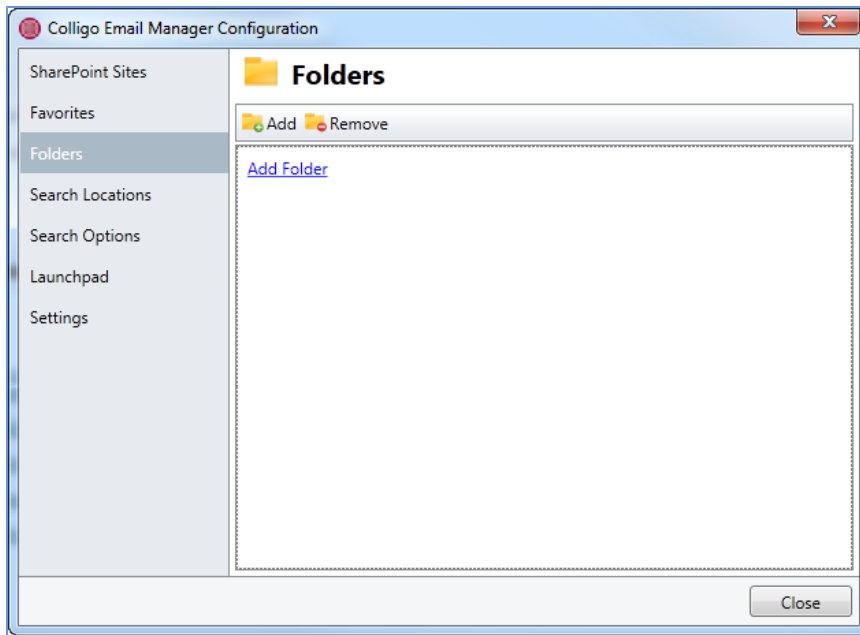 Colligo Email Manager Configuration
SharePoint Sites
Favorites
Folders
Search Locations
Search Options
Launchpad
Settings
Folders
Add Remove
Add Folder
Close